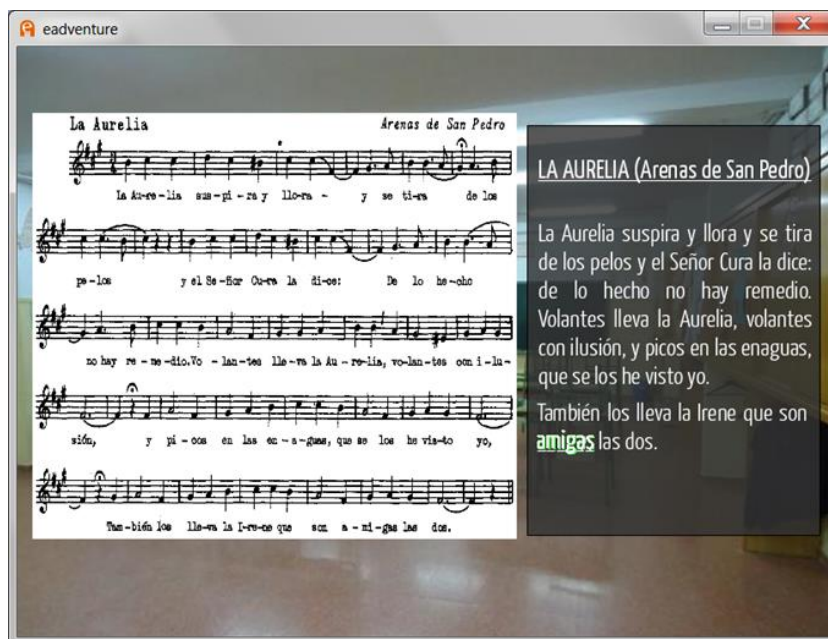 eadventure
La Aurelia
Arenas de San Pedro
La Au-re-lia sus-pi-ra y llo-ra - y se ti-ra de los
pe-los y el Se-ñor Cu-ra la di-ce: De lo he-cho
no hay re-me-dio. Vo-lan-tes lle-va la Au-re-lia, vo-lan-tes con i-lu-
sión, y pi-cos en las en-a-guas, que se los he vis-to yo,
Tam-bién los lle-va la I-re-ne que son a-mi-gas las dos.
LA AURELIA (Arenas de San Pedro)
La Aurelia suspira y llora y se tira
de los pelos y el Señor Cura la dice:
de lo hecho no hay remedio.
Volantes lleva la Aurelia, volantes
con ilusión, y picos en las enaguas,
que se los he visto yo.
También los lleva la Irene que son
amigas las dos.